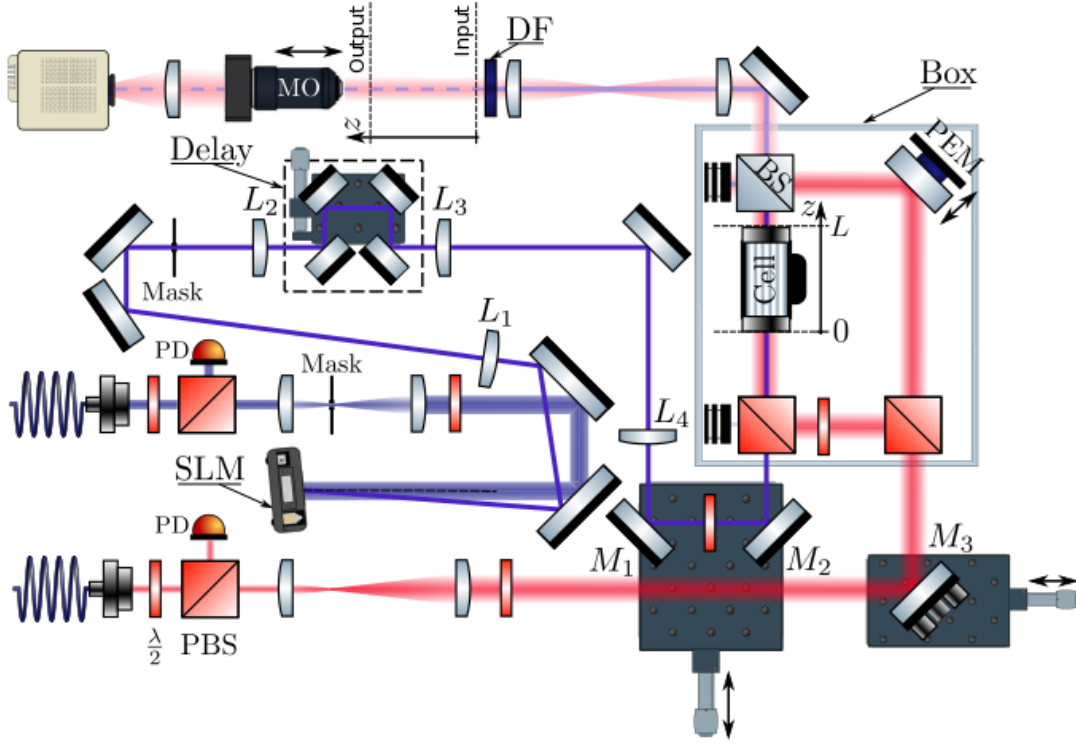 Output
Input
DF
MO
z
Box
Delay
PEM
BS
L₂
L₃
z
L
Cell
Mask
0
L₁
PD
Mask
L₄
SLM
PD
M₁
M₂
M₃
λ/2
PBS